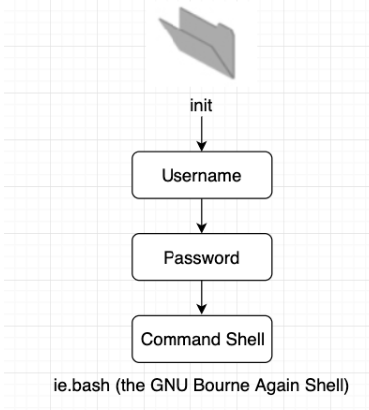 init
Username
Password
Command Shell
ie.bash (the GNU Bourne Again Shell)